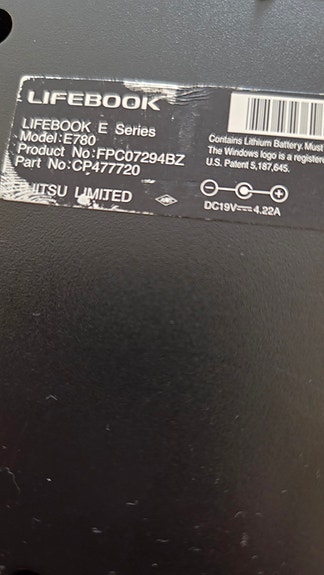 LIFEBOOK
LIFEBOOK E Series
Model:E780
Product No:FPC07294BZ
Part No:CP477720
LIMITED
Contains Lithium Battery. Must
The Windows logo is a registere
U.S. Patent 5,187,645.
DC19V⎓4.22A